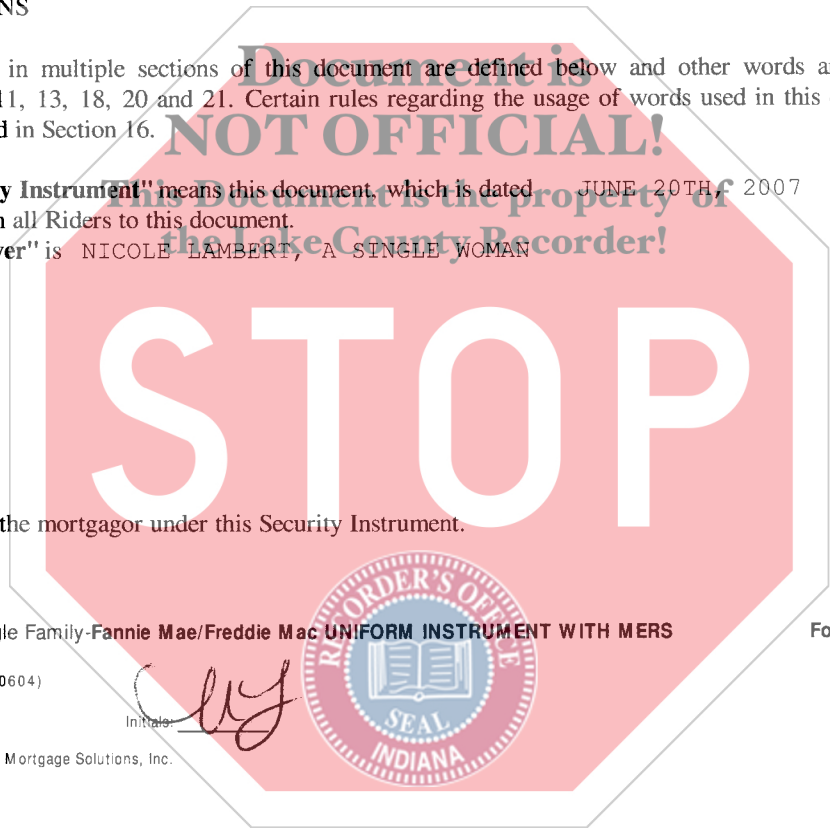 NS
Document is
in multiple sections of this document are defined below and other words a
11, 13, 18, 20 and 21. Certain rules regarding the usage of words used in this
d in Section 16.
NOT OFFICIAL!
y Instrument" means this document, which is dated JUNE 20TH, 2007
This Document is the property of
n all Riders to this document.
the Lake County Recorder!
er" is NICOLE LAMBERT, A SINGLE WOMAN
STOP
the mortgagor under this Security Instrument.
RECORDER'S OFFICE
gle Family-Fannie Mae/Freddie Mac UNIFORM INSTRUMENT WITH MERS Fo
0604)
Initials:
SEAL
INDIANA
Mortgage Solutions, Inc.